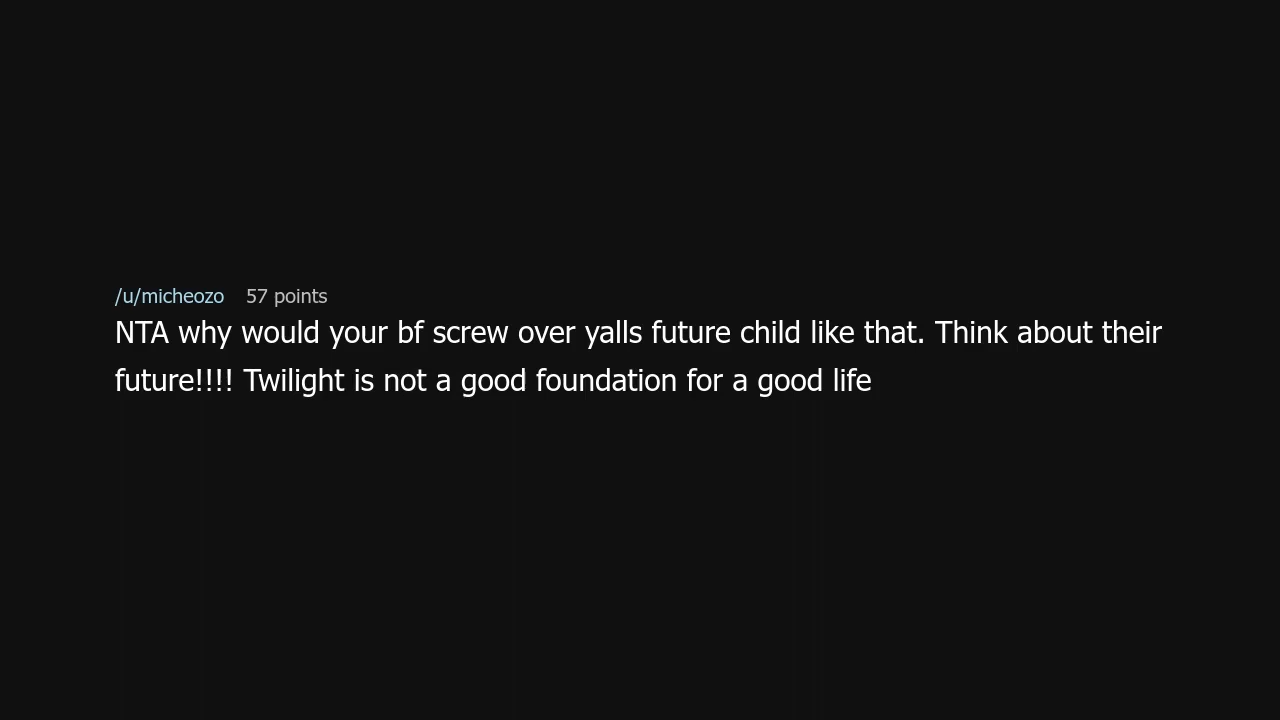 /u/micheozo 57 points
NTA why would your bf screw over yalls future child like that. Think about their
future!!!! Twilight is not a good foundation for a good life